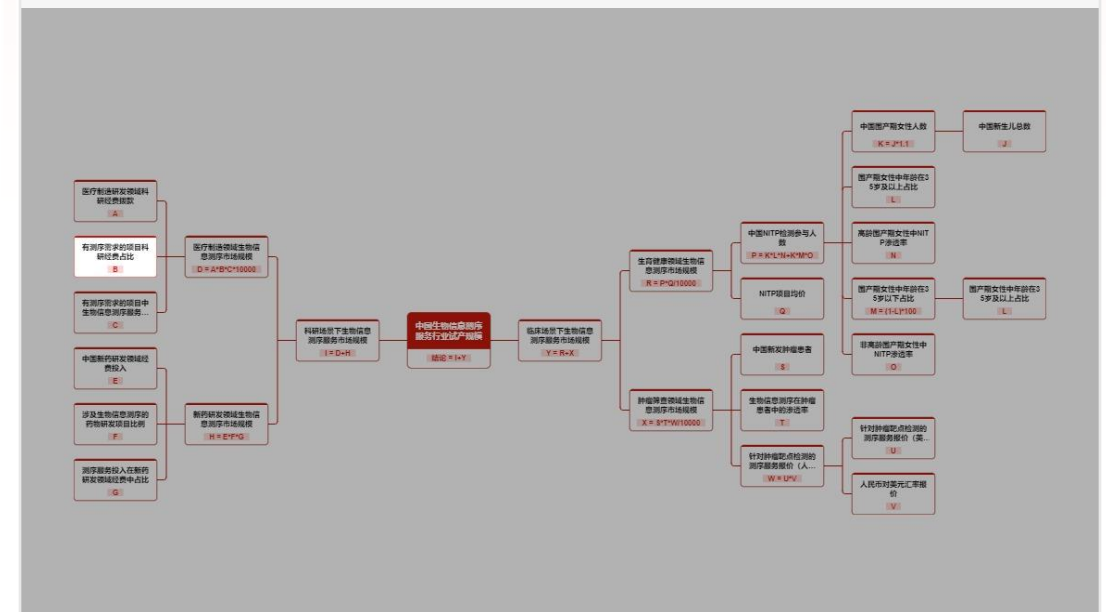 医疗制造研发领域科
研经费拨款
A
有测序需求的项目科
研经费占比
B
有测序需求的项目中
生物信息测序服务...
C
医疗制造领域生物信
息测序市场规模
D = A*B*C*10000
中国新药研发领域经
费投入
E
涉及生物信息测序的
药物研发项目比例
F
测序服务投入在新药
研发领域经费中占比
G
新药研发领域生物信
息测序市场规模
H = E*F*G
科研场景下生物信息
测序服务市场规模
I = D+H
中国生物信息测序
服务行业试产规模
结论 = I+Y
临床场景下生物信息
测序服务市场规模
Y = R+X
生育健康领域生物信
息测序市场规模
R = P*Q/10000
中国NITP检测参与人
数
P = K*L*N+K*M*O
NITP项目均价
Q
中国围产期女性人数
K = J*1.1
中国新生儿总数
J
围产期女性中年龄在3
5岁及以上占比
L
高龄围产期女性中NIT
P渗透率
N
围产期女性中年龄在3
5岁以下占比
M = (1-L)*100
围产期女性中年龄在3
5岁及以上占比
L
非高龄围产期女性中
NITP渗透率
O
肿瘤筛查领域生物信
息测序市场规模
X = S*T*W/10000
中国新发肿瘤患者
S
生物信息测序在肿瘤
患者中的渗透率
T
针对肿瘤靶点检测的
测序服务报价（人...
W = U*V
针对肿瘤靶点检测的
测序服务报价（美...
U
人民币对美元汇率报
价
V